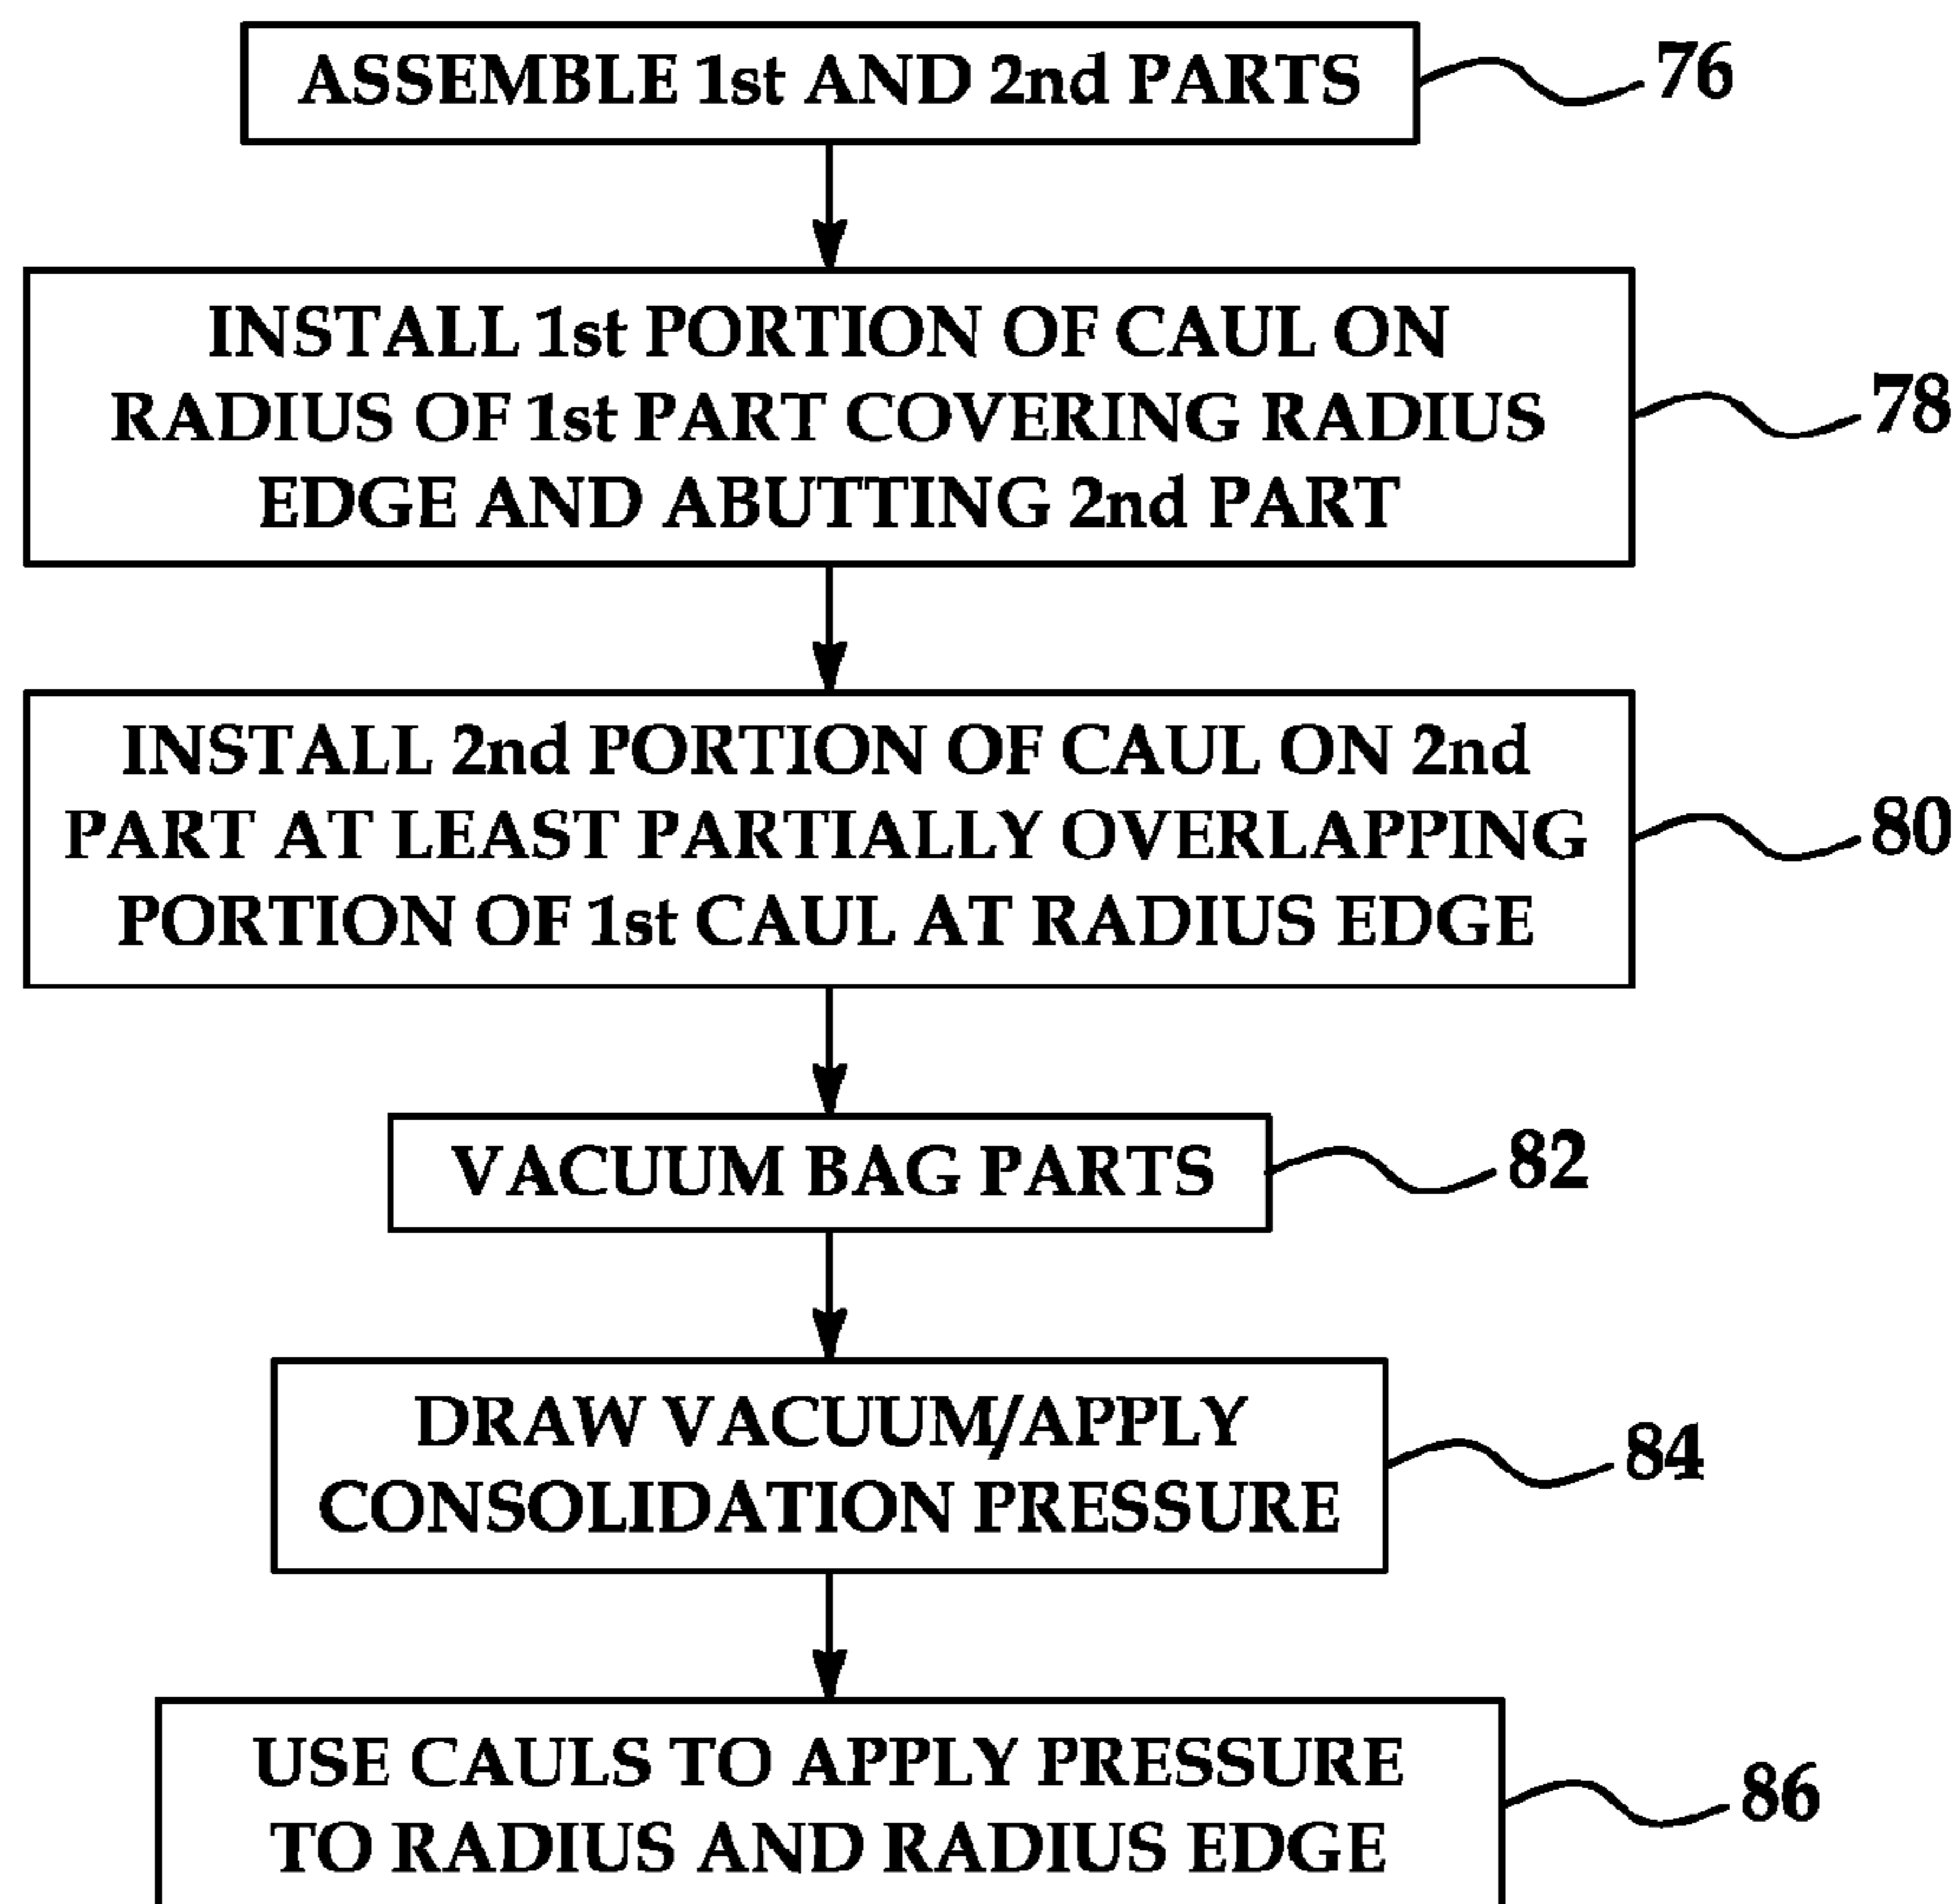 ASSEMBLE 1st AND 2nd PARTS
76
INSTALL 1st PORTION OF CAUL ON
RADIUS OF 1st PART COVERING RADIUS
EDGE AND ABUTTING 2nd PART
78
INSTALL 2nd PORTION OF CAUL ON 2nd
PART AT LEAST PARTIALLY OVERLAPPING
PORTION OF 1st CAUL AT RADIUS EDGE
80
VACUUM BAG PARTS
82
DRAW VACUUM/APPLY
CONSOLIDATION PRESSURE
84
USE CAULS TO APPLY PRESSURE
TO RADIUS AND RADIUS EDGE
86